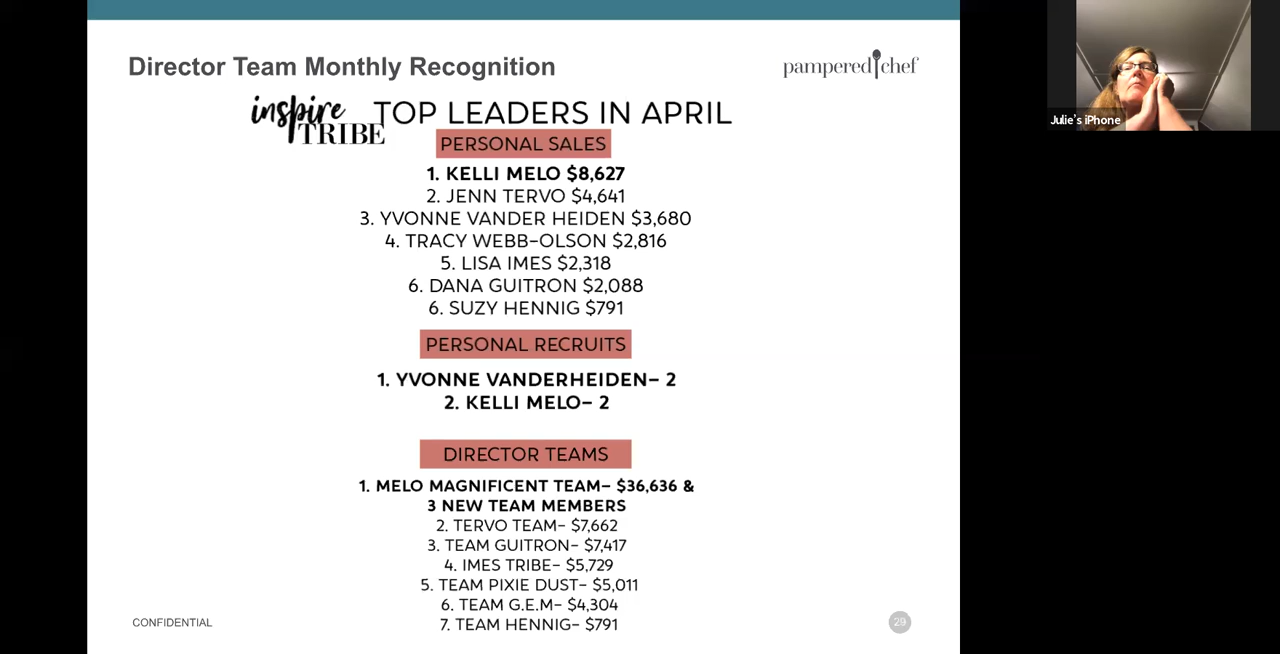 Director Team Monthly Recognition
pampered chef
inspire TRIBE TOP LEADERS IN APRIL
PERSONAL SALES
1. KELLI MELO $8,627
2. JENN TERVO $4,641
3. YVONNE VANDER HEIDEN $3,680
4. TRACY WEBB-OLSON $2,816
5. LISA IMES $2,318
6. DANA GUITRON $2,088
6. SUZY HENNIG $791
PERSONAL RECRUITS
1. YVONNE VANDERHEIDEN– 2
2. KELLI MELO– 2
DIRECTOR TEAMS
1. MELO MAGNIFICENT TEAM– $36,636 &
3 NEW TEAM MEMBERS
2. TERVO TEAM– $7,662
3. TEAM GUITRON– $7,417
4. IMES TRIBE– $5,729
5. TEAM PIXIE DUST– $5,011
6. TEAM G.E.M– $4,304
7. TEAM HENNIG– $791
CONFIDENTIAL
29
Julie's iPhone